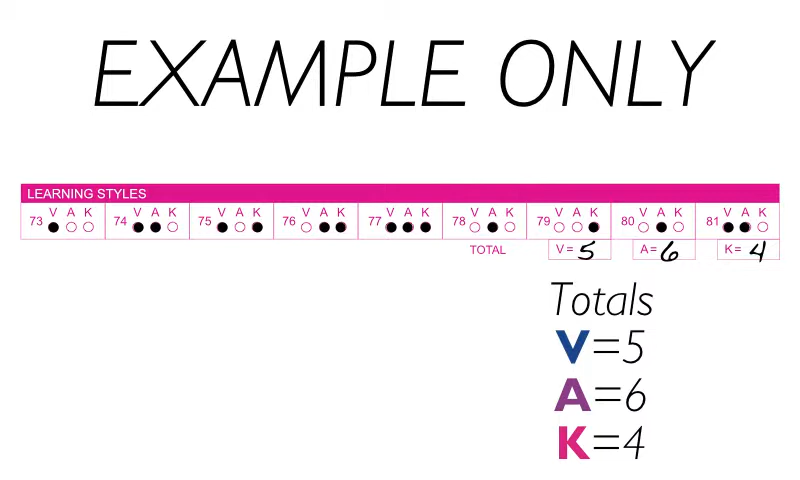 EXAMPLE ONLY
LEARNING STYLES
V A K V A K V A K V A K V A K V A K V A K V A K V A K
73 74 75 76 77 78 79 80 81
TOTAL V = 5 A = 6 K = 4
Totals
V=5
A=6
K=4